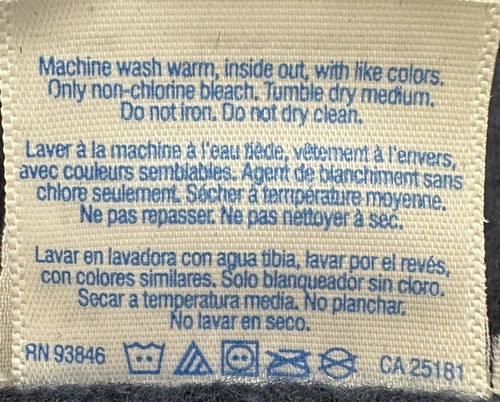 Machine wash warm, inside out, with like colors.
Only non-chlorine bleach. Tumble dry medium.
Do not iron. Do not dry clean.
Laver à la machine à l'eau tiède, vêtement à l'envers,
avec couleurs semblables. Agent de blanchiment sans
chlore seulement. Sécher à température moyenne.
Ne pas repasser. Ne pas nettoyer à sec.
Lavar en lavadora con agua tibia, lavar por el revés,
con colores similares. Solo blanqueador sin cloro.
Secar a temperatura media. No planchar.
No lavar en seco.
RN 93846 CA 25181